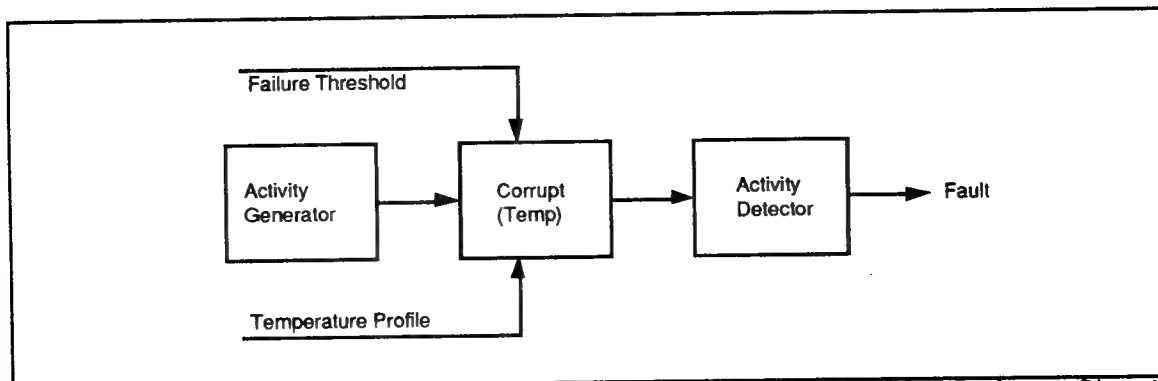 Failure Threshold
Activity
Generator
Corrupt
(Temp)
Activity
Detector
Fault
Temperature Profile